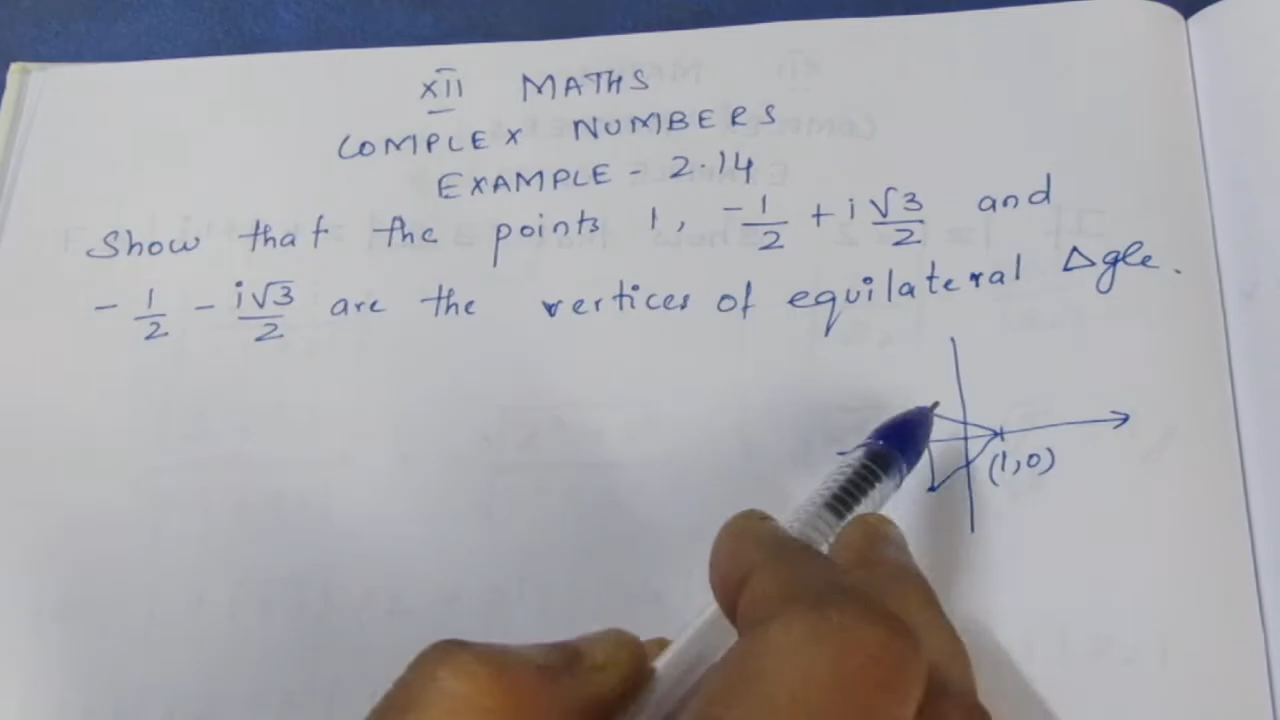 XII MATHS
COMPLEX NUMBERS
EXAMPLE - 2.14
Show that the points 1, -1/2 + i √3/2 and
- 1/2 - i√3/2 are the vertices of equilateral Δgle.
(1,0)